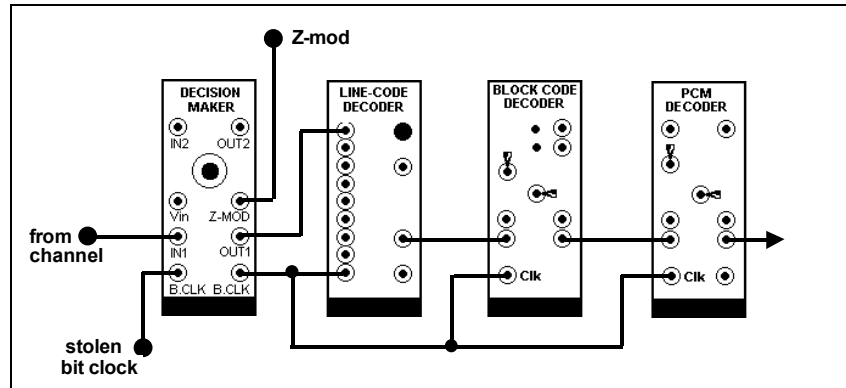 Z-mod
DECISION
MAKER
IN2
OUT2
Vin
Z-MOD
IN1
OUT1
B.CLK
B.CLK
LINE-CODE
DECODER
BLOCK CODE
DECODER
Clk
PCM
DECODER
Clk
from
channel
stolen
bit clock